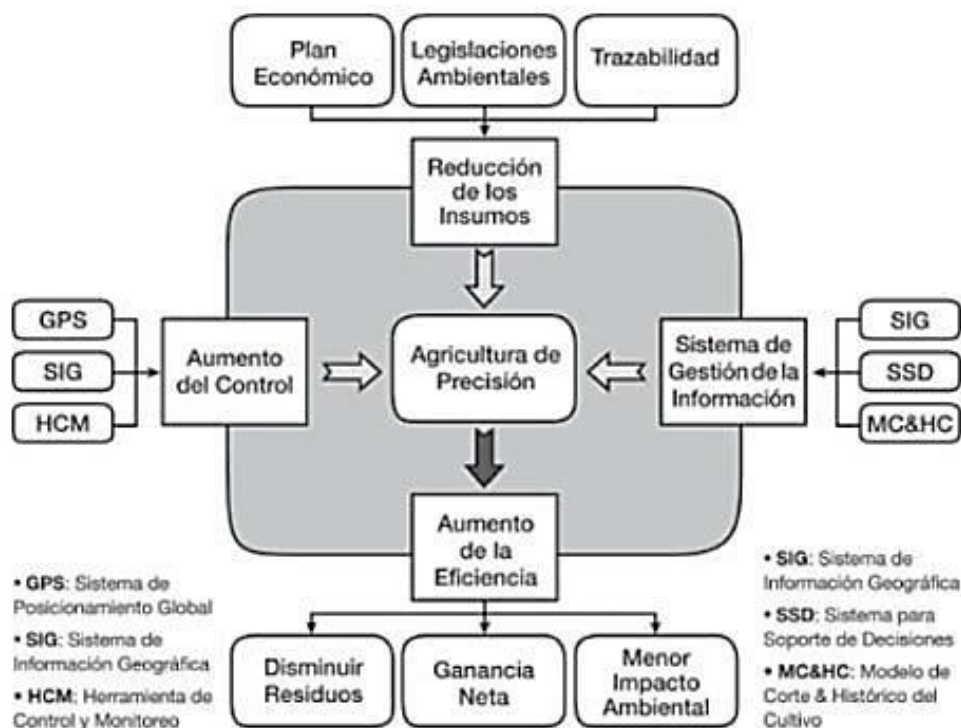 Plan
Económico
Legislaciones
Ambientales
Trazabilidad
Reducción
de los
Insumos
GPS
SIG
HCM
Aumento
del Control
Agricultura de
Precisión
Sistema de
Gestión de la
Información
SIG
SSD
MC&HC
Aumento
de la
Eficiencia
• GPS: Sistema de
Posicionamiento Global
• SIG: Sistema de
Información Geográfica
• HCM: Herramienta de
Control y Monitoreo
Disminuir
Residuos
Ganancia
Neta
Menor
Impacto
Ambiental
• SIG: Sistema de
Información Geográfica
• SSD: Sistema para
Soporte de Decisiones
• MC&HC: Modelo de
Corte & Histórico del
Cultivo